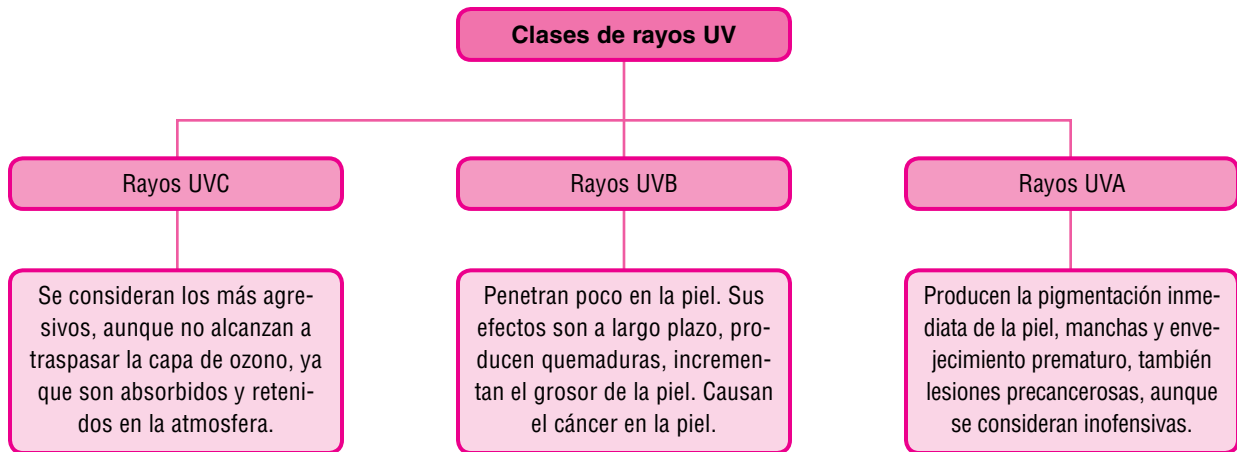 Clases de rayos UV
Rayos UVC
Rayos UVB
Rayos UVA
Se consideran los más agre-
sivos, aunque no alcanzan a
traspasar la capa de ozono, ya
que son absorbidos y reteni-
dos en la atmosfera.
Penetran poco en la piel. Sus
efectos son a largo plazo, pro-
ducen quemaduras, incremen-
tan el grosor de la piel. Causan
el cáncer en la piel.
Producen la pigmentación inme-
diata de la piel, manchas y enve-
jecimiento prematuro, también
lesiones precancerosas, aunque
se consideran inofensivas.